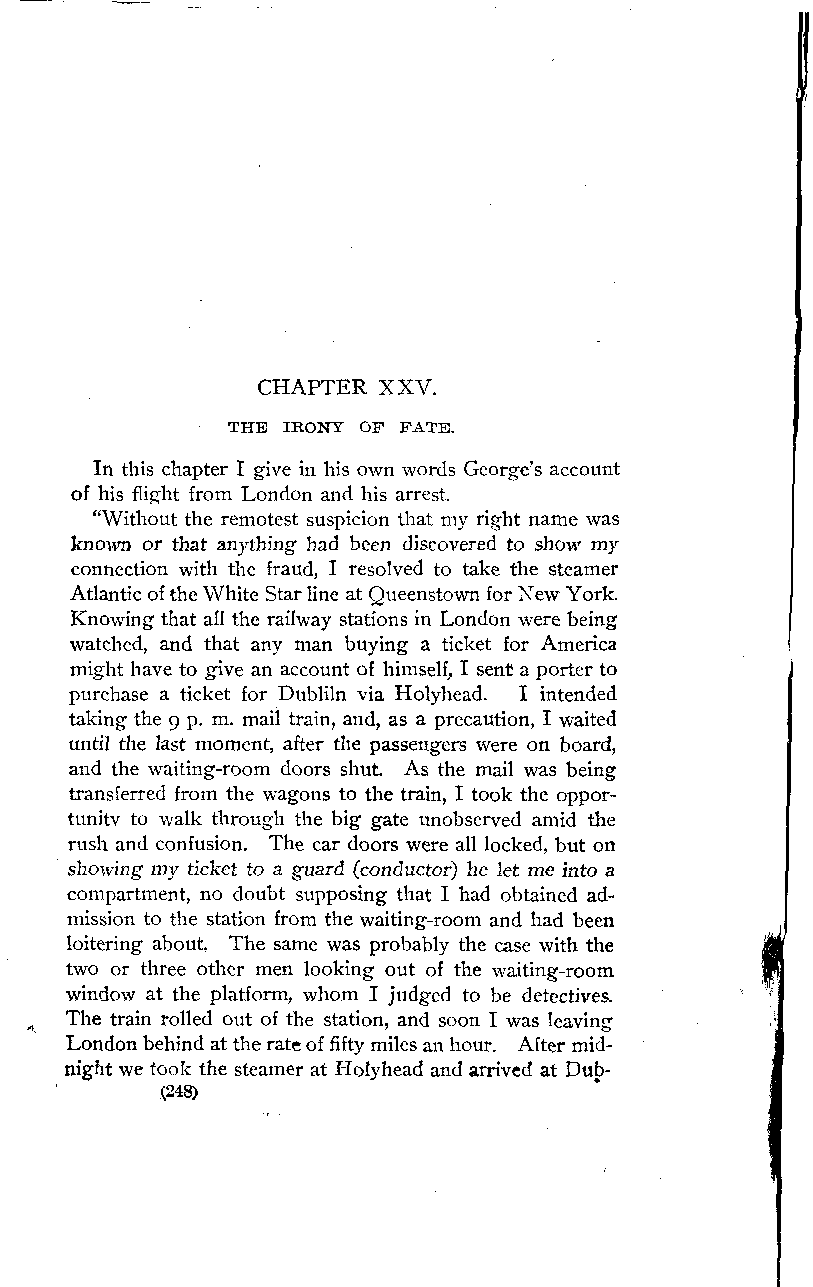 CHAPTER XXV.
THE IRONY OF FATE.
In this chapter I give in his own words George's account
of his flight from London and his arrest.
"Without the remotest suspicion that my right name was
known or that anything had been discovered to show my
connection with the fraud, I resolved to take the steamer
Atlantic of the White Star line at Queenstown for New York.
Knowing that all the railway stations in London were being
watched, and that any man buying a ticket for America
might have to give an account of himself, I sent a porter to
purchase a ticket for Dubliln via Holyhead. I intended
taking the 9 p. m. mail train, and, as a precaution, I waited
until the last moment, after the passengers were on board,
and the waiting-room doors shut. As the mail was being
transferred from the wagons to the train, I took the oppor-
tunity to walk through the big gate unobserved amid the
rush and confusion. The car doors were all locked, but on
showing my ticket to a guard (conductor) he let me into a
compartment, no doubt supposing that I had obtained ad-
mission to the station from the waiting-room and had been
loitering about. The same was probably the case with the
two or three other men looking out of the waiting-room
window at the platform, whom I judged to be detectives.
The train rolled out of the station, and soon I was leaving
London behind at the rate of fifty miles an hour. After mid-
night we took the steamer at Holyhead and arrived at Dub-
(248)